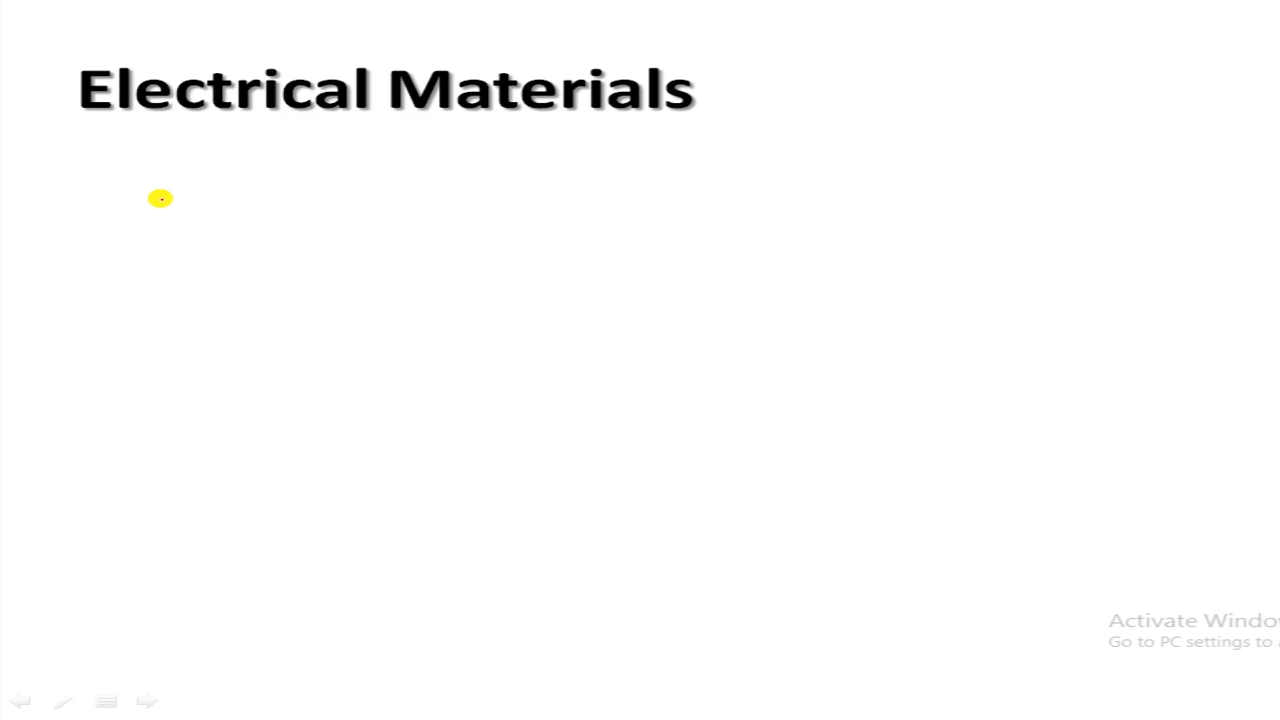 Electrical Materials
Activate Windo
Go to PC settings to